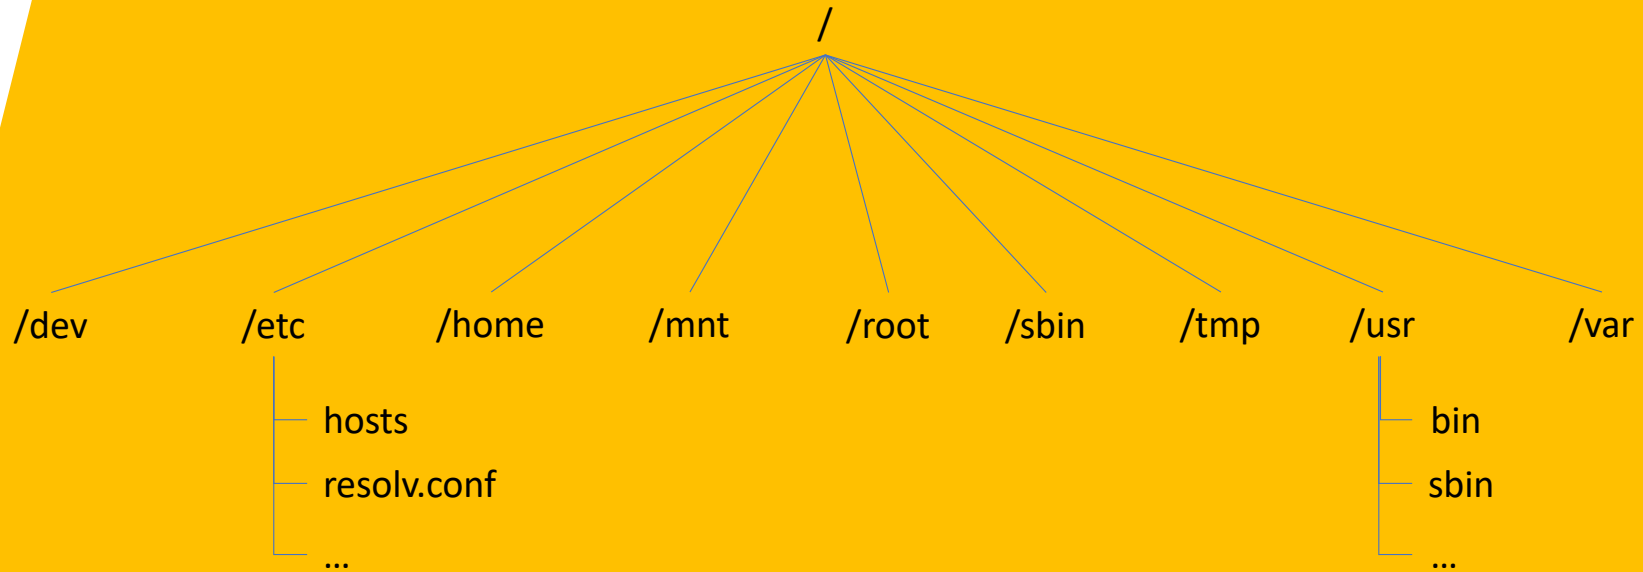 /
/dev /etc /home /mnt /root /sbin /tmp /usr /var
hosts bin
resolv.conf sbin
... ...